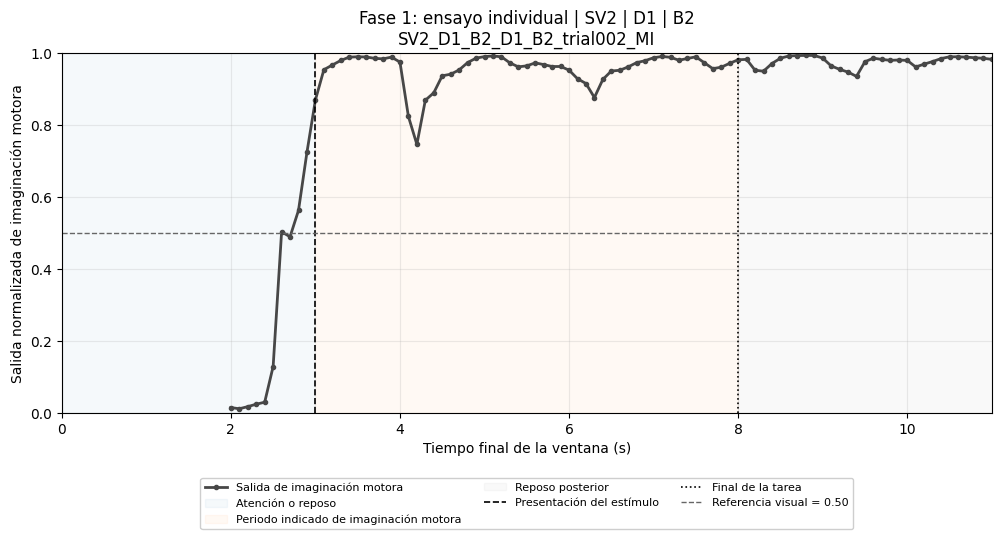 Fase 1: ensayo individual | SV2 | D1 | B2
SV2_D1_B2_D1_B2_trial002_MI
Salida normalizada de imaginación motora
1.0
0.8
0.6
0.4
0.2
0.0
0
2
4
6
8
10
Tiempo final de la ventana (s)
Salida de imaginación motora
Atención o reposo
Periodo indicado de imaginación motora
Reposo posterior
Presentación del estímulo
Final de la tarea
Referencia visual = 0.50